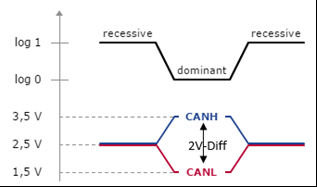 recessive recessive
log 1
dominant
log 0
3,5 V CANH
2,5 V 2V-Diff
1,5 V CANL